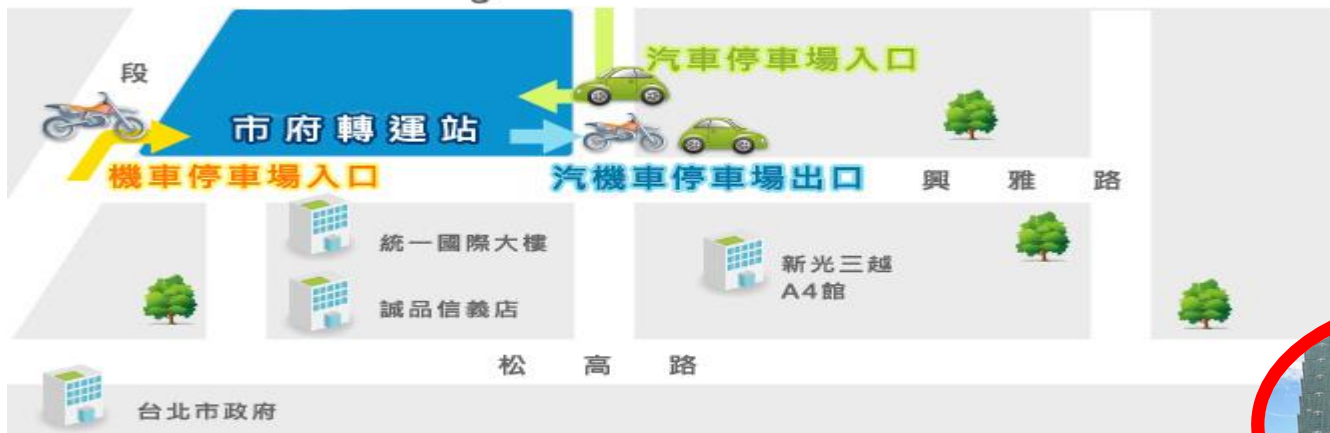 汽車停車場入口
段
市府轉運站
機車停車場入口
汽機車停車場出口
興雅路
統一國際大樓
新光三越
A4館
誠品信義店
松高路
台北市政府